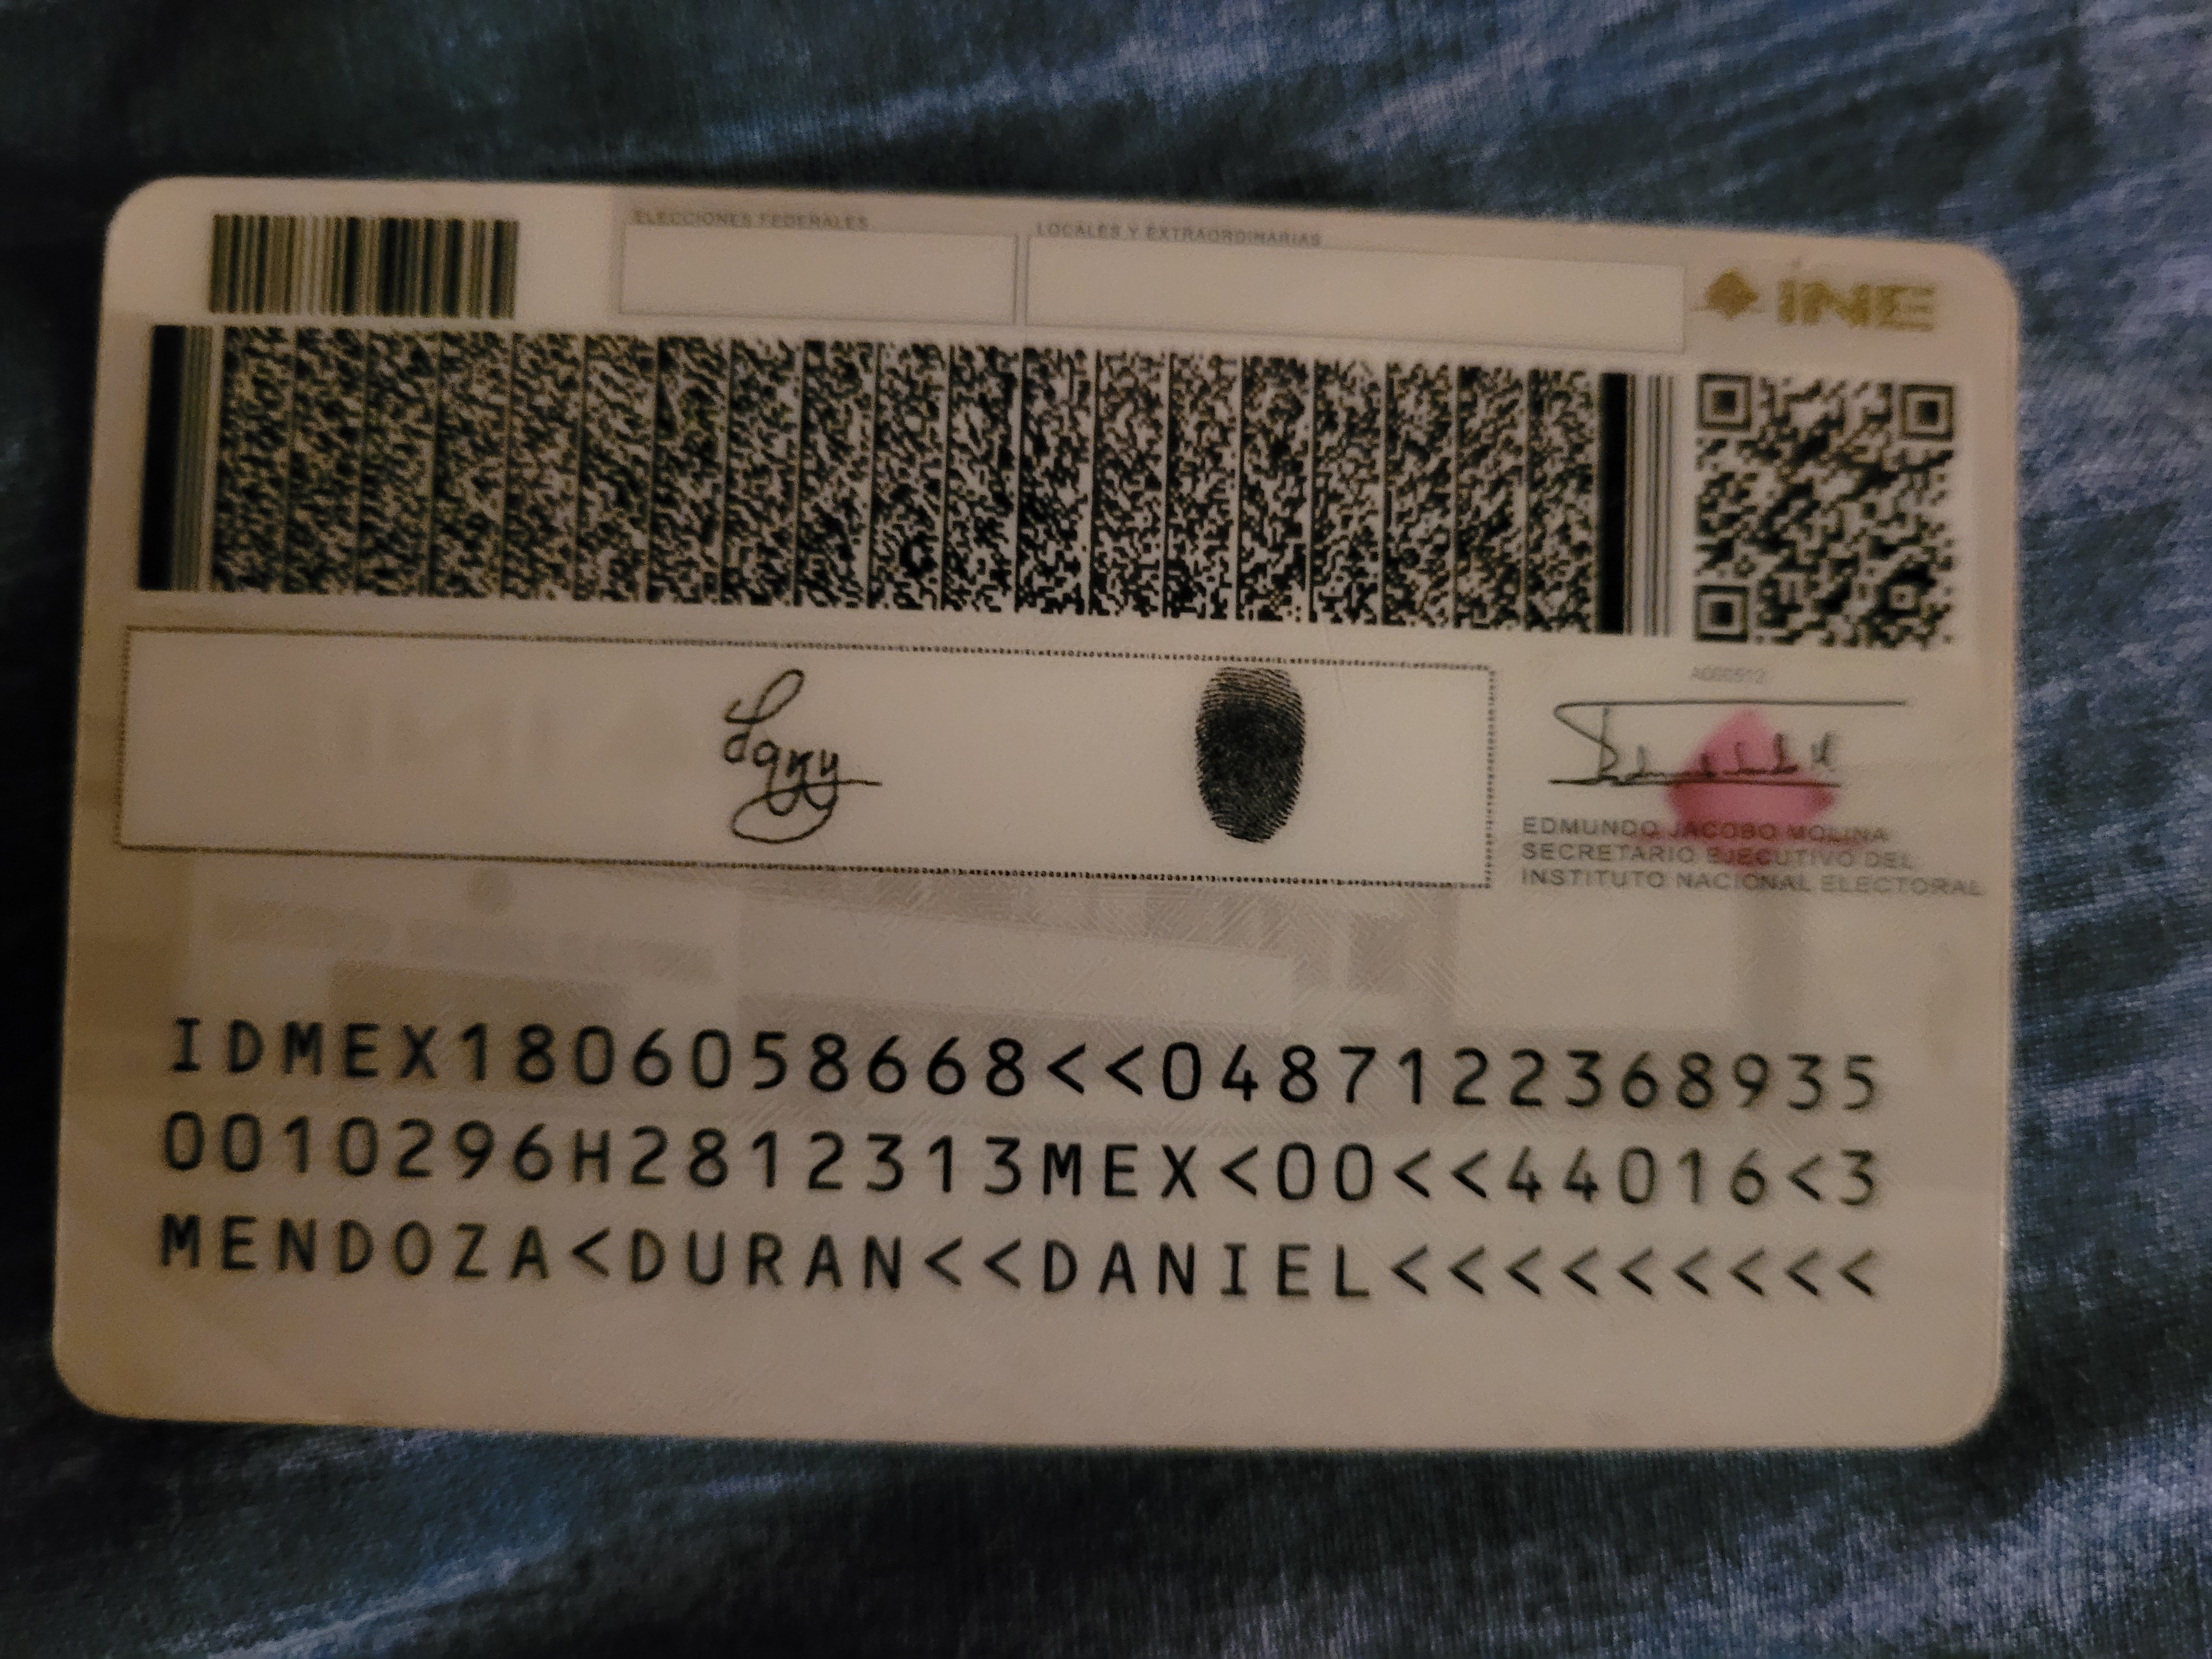 ELECCIONES FEDERALES
LOCALES Y EXTRAORDINARIAS
INE
Dany
EDMUNDO JACOBO MOLINA
SECRETARIO EJECUTIVO DEL
INSTITUTO NACIONAL ELECTORAL
IDMEX1806058668<<0487122368935
0010296H2812313MEX<00<<44016<3
MENDOZA<DURAN<<DANIEL<<<<<<<<<